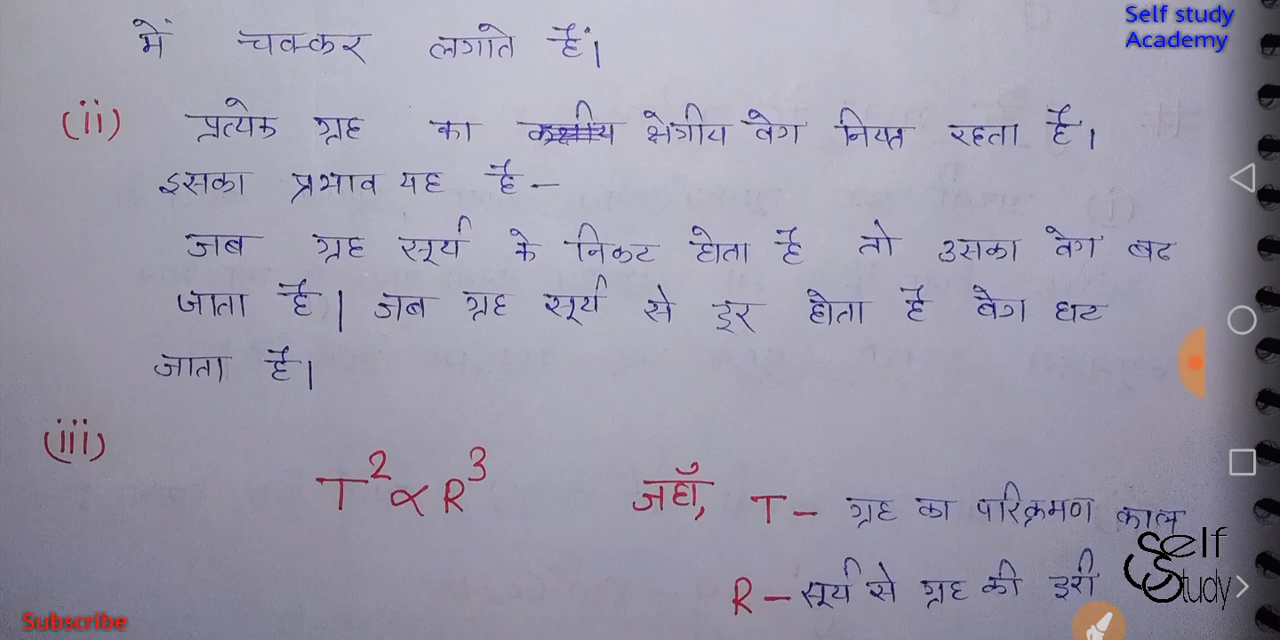 Self study
Academy
में चक्कर लगाते हैं।
(ii) प्रत्येक ग्रह का क्षेत्रीय वेग नियत रहता है।
इसका प्रभाव यह है –
जब ग्रह सूर्य के निकट होता है तो उसका वेग बढ
जाता है। जब ग्रह सूर्य से दूर होता है वेग घट
जाता है।
(iii) T² ∝ R³ जहाँ, T – ग्रह का परिक्रमण काल
R – सूर्य से ग्रह की दूरी
Self Study
Subscribe